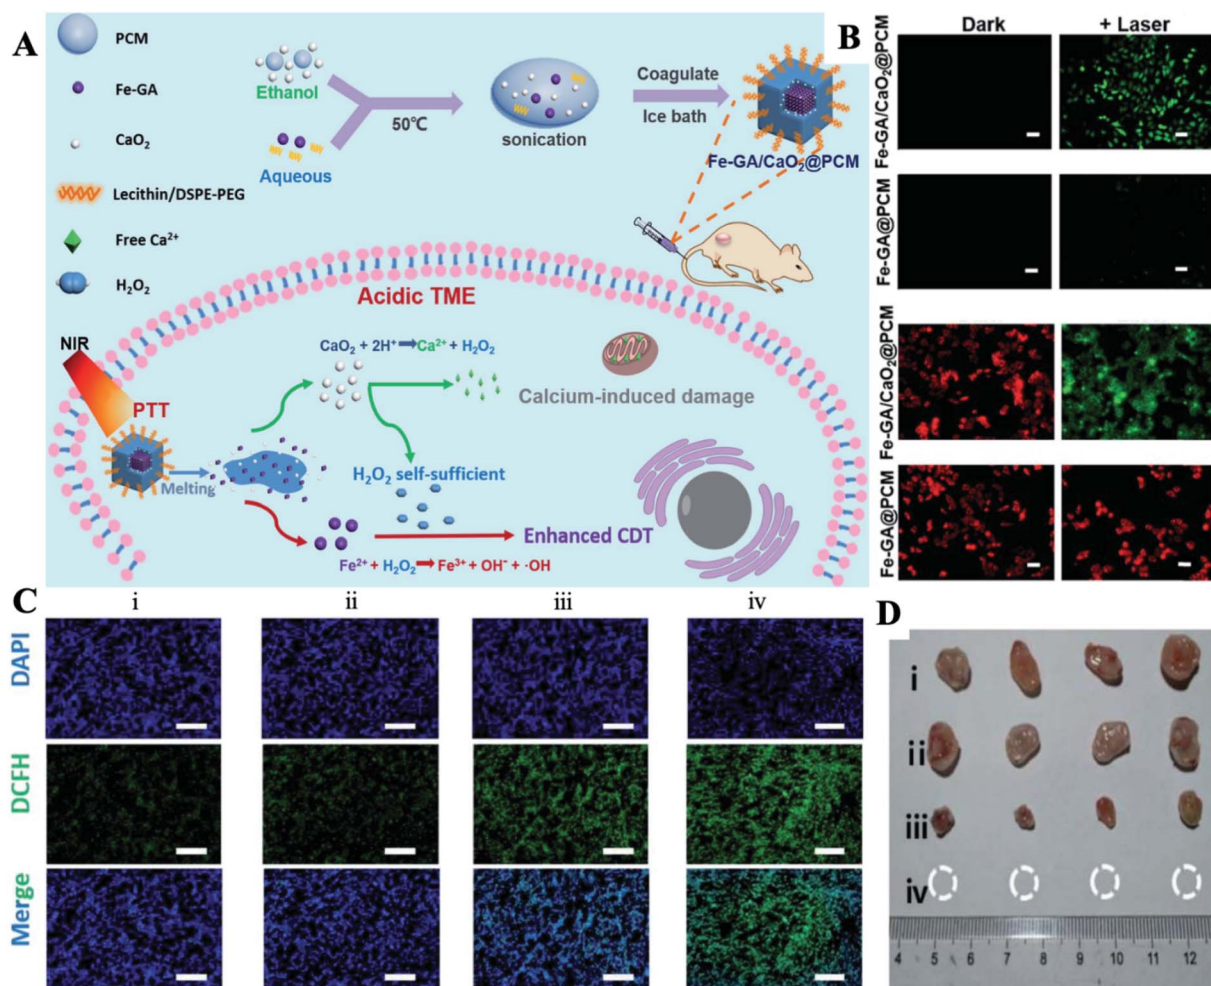 A
PCM
Fe-GA
CaO₂
Lecithin/DSPE-PEG
Free Ca²⁺
H₂O₂
Ethanol
Aqueous
50℃
sonication
Coagulate
Ice bath
Fe-GA/CaO₂@PCM
Acidic TME
NIR
PTT
Melting
CaO₂ + 2H⁺ Ca²⁺ + H₂O₂
Calcium-induced damage
H₂O₂ self-sufficient
Enhanced CDT
Fe²⁺ + H₂O₂ Fe³⁺ + OH⁻ + ·OH
B
Dark
+ Laser
Fe-GA/CaO₂@PCM
Fe-GA@PCM
Fe-GA/CaO₂@PCM
Fe-GA@PCM
C
i
ii
iii
iv
DAPI
DCFH
Merge
D
i
ii
iii
iv
4 5 6 7 8 9 10 11 12